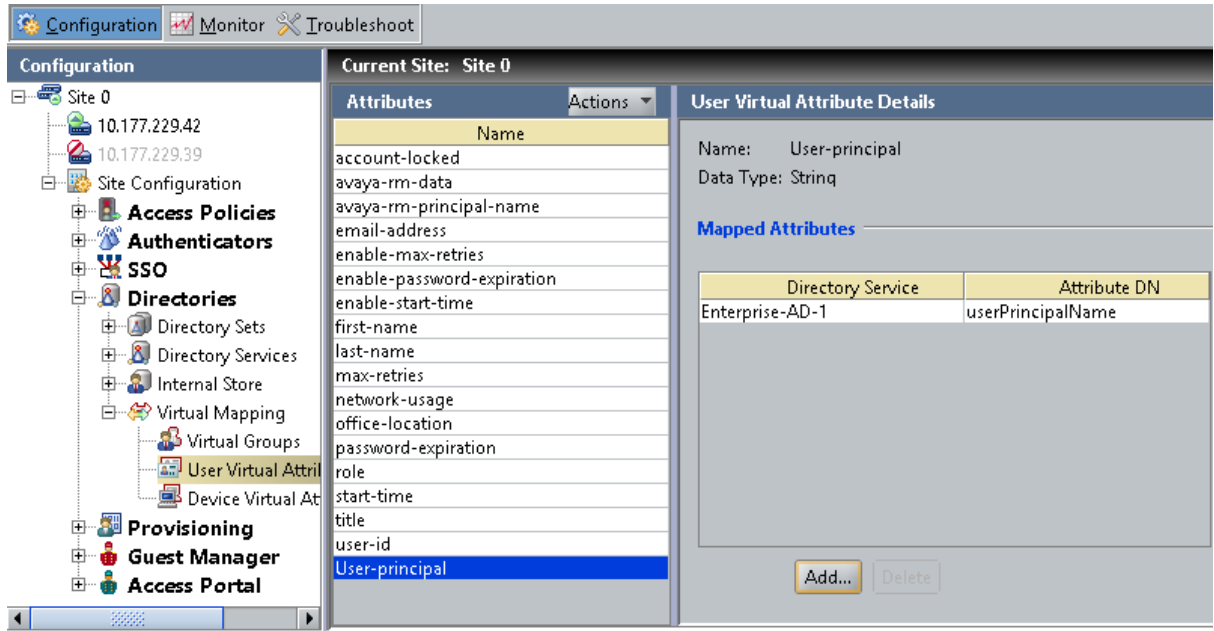 Configuration Monitor Troubleshoot
Configuration
Site 0
10.177.229.42
10.177.229.39
Site Configuration
Access Policies
Authenticators
SSO
Directories
Directory Sets
Directory Services
Internal Store
Virtual Mapping
Virtual Groups
User Virtual Attril
Device Virtual At
Provisioning
Guest Manager
Access Portal
Current Site: Site 0
Attributes Actions
Name
account-locked
avaya-rm-data
avaya-rm-principal-name
email-address
enable-max-retries
enable-password-expiration
enable-start-time
first-name
last-name
max-retries
network-usage
office-location
password-expiration
role
start-time
title
user-id
User-principal
User Virtual Attribute Details
Name: User-principal
Data Type: String
Mapped Attributes
Directory Service Attribute DN
Enterprise-AD-1 userPrincipalName
Add... Delete